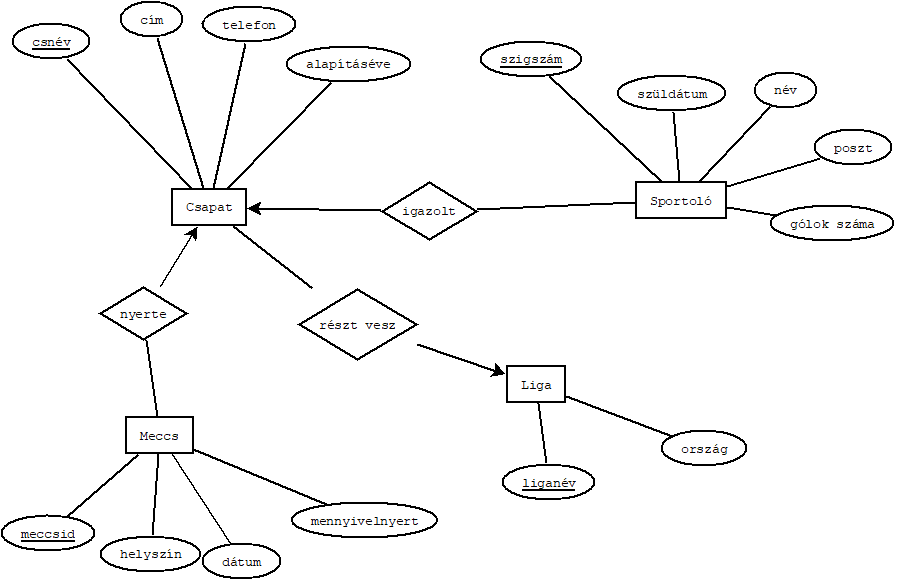 cím
telefon
csnév
alapításéve
szigszám
szüldátum
név
poszt
Csapat
igazolt
Sportoló
gólok száma
nyerte
részt vesz
Liga
Meccs
ország
liganév
mennyivelnyert
meccsid
helyszín
dátum